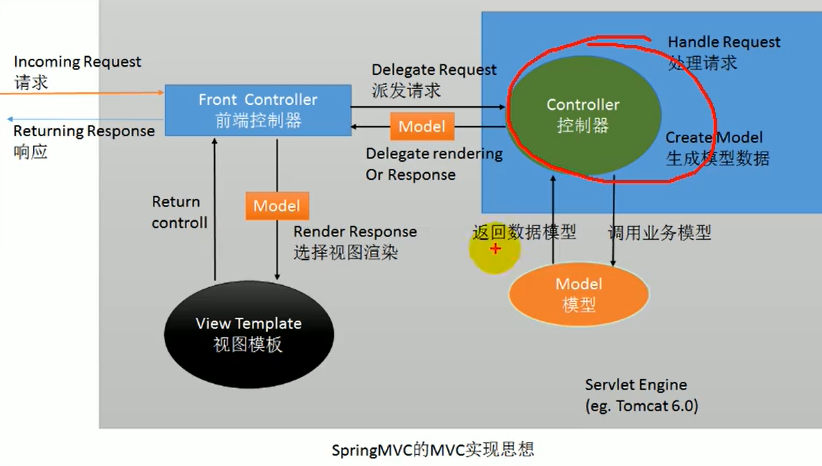 Incoming Request
请求
Returning Response
响应
Front Controller
前端控制器
Delegate Request
派发请求
Model
Delegate rendering
Or Response
Handle Request
处理请求
Controller
控制器
Create Model
生成模型数据
Return
controll
Model
Render Response
选择视图渲染
返回数据模型
调用业务模型
Model
模型
View Template
视图模板
Servlet Engine
(eg. Tomcat 6.0)
SpringMVC的MVC实现思想